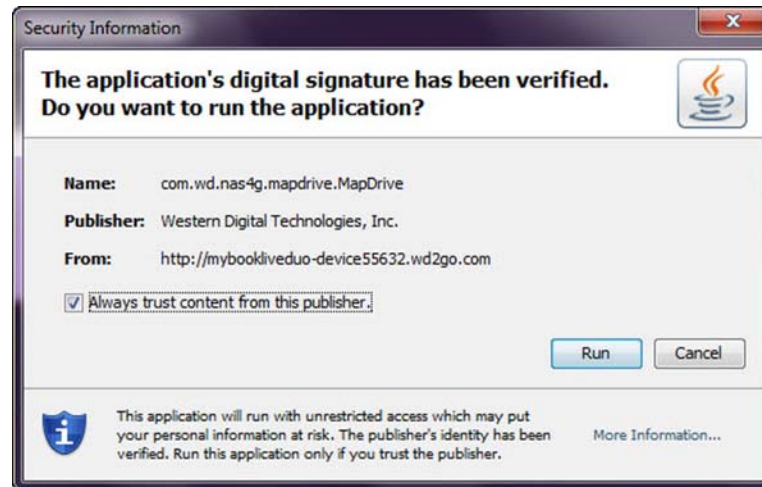 Security Information
The application's digital signature has been verified.
Do you want to run the application?
Name: com.wd.nas4g.mapdrive.MapDrive
Publisher: Western Digital Technologies, Inc.
From: http://mybookliveduo-device55632.wd2go.com
Always trust content from this publisher.
Run Cancel
This application will run with unrestricted access which may put
your personal information at risk. The publisher's identity has been
verified. Run this application only if you trust the publisher.
More Information...